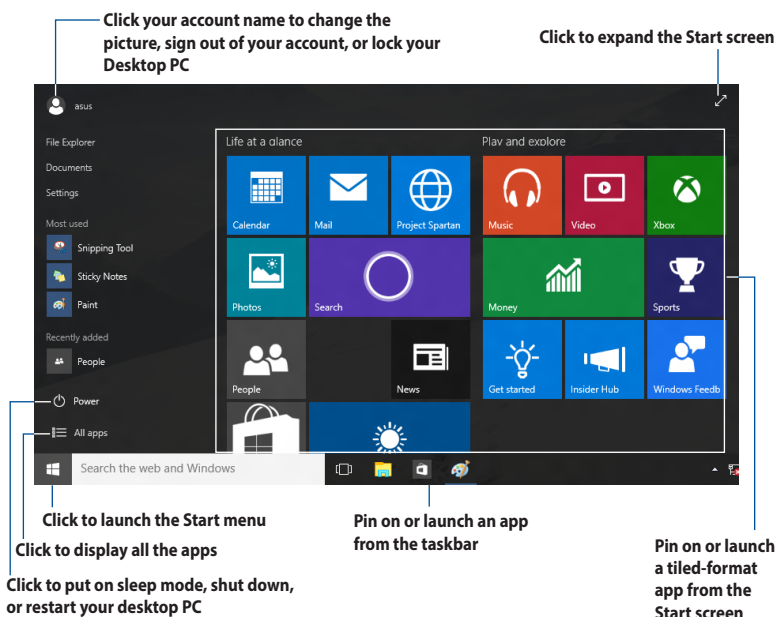 Click your account name to change the
picture, sign out of your account, or lock your
Desktop PC
Click to expand the Start screen
asus
File Explorer
Documents
Settings
Most used
Snipping Tool
Sticky Notes
Paint
Recently added
People
Power
All apps
Life at a glance
Calendar
Mail
Project Spartan
Photos
Search
People
News
Play and explore
Music
Video
Xbox
Money
Sports
Get started
Insider Hub
Windows Feedb
Search the web and Windows
Click to launch the Start menu
Click to display all the apps
Click to put on sleep mode, shut down,
or restart your desktop PC
Pin on or launch an app
from the taskbar
Pin on or launch
a tiled-format
app from the
Start screen